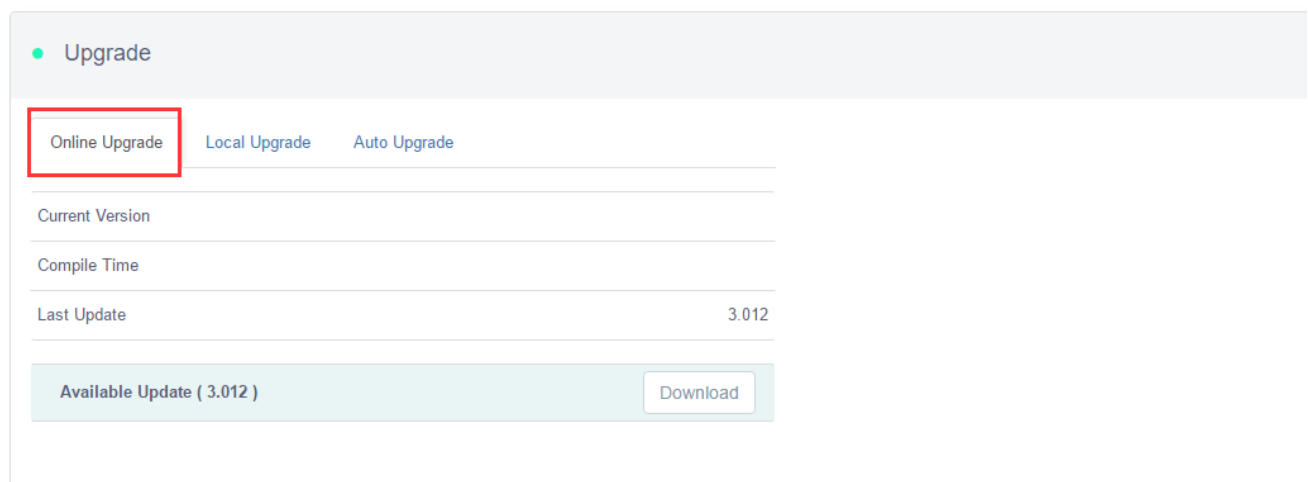 Upgrade
Online Upgrade Local Upgrade Auto Upgrade
Current Version
Compile Time
Last Update 3.012
Available Update ( 3.012 ) Download